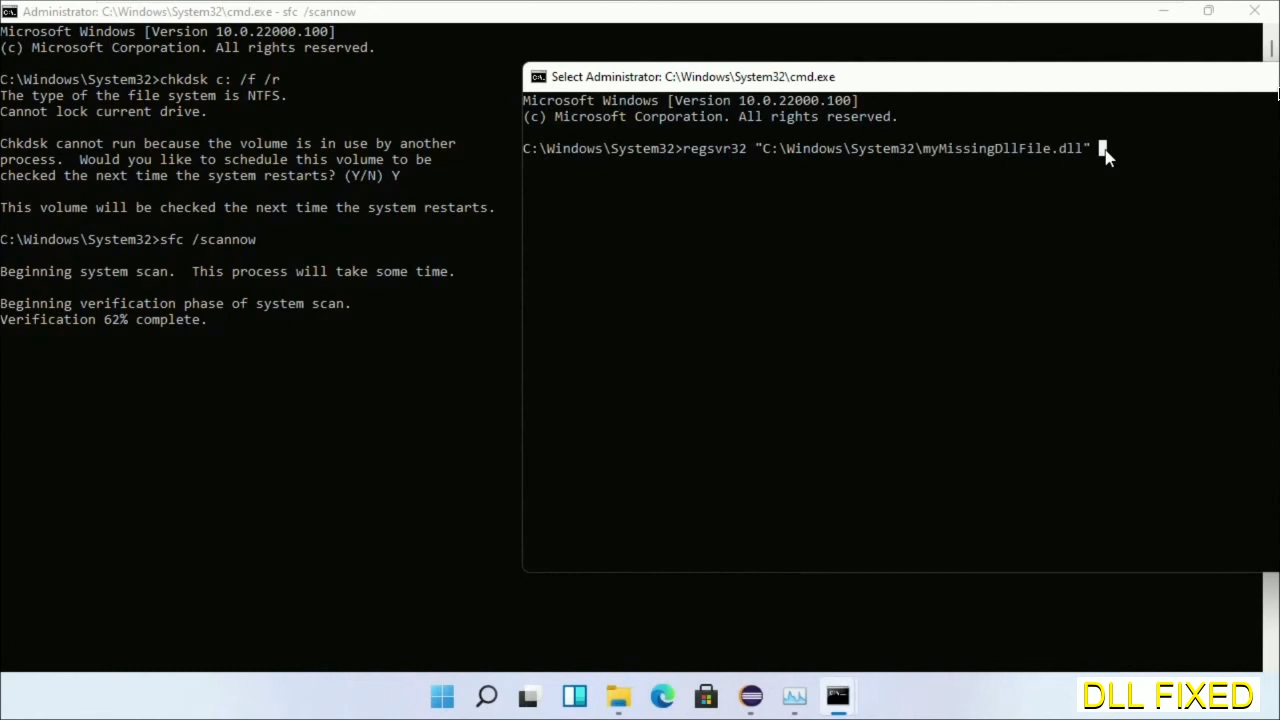 Administrator: C:\Windows\System32\cmd.exe - sfc /scannow
Microsoft Windows [Version 10.0.22000.100]
(c) Microsoft Corporation. All rights reserved.
C:\Windows\System32>chkdsk c: /f /r
The type of the file system is NTFS.
Cannot lock current drive.
Chkdsk cannot run because the volume is in use by another
process.  Would you like to schedule this volume to be
checked the next time the system restarts? (Y/N) Y
This volume will be checked the next time the system restarts.
C:\Windows\System32>sfc /scannow
Beginning system scan.  This process will take some time.
Beginning verification phase of system scan.
Verification 62% complete.
Select Administrator: C:\Windows\System32\cmd.exe
Microsoft Windows [Version 10.0.22000.100]
(c) Microsoft Corporation. All rights reserved.
C:\Windows\System32>regsvr32 "C:\Windows\System32\myMissingDllFile.dll"
DLL FIXED